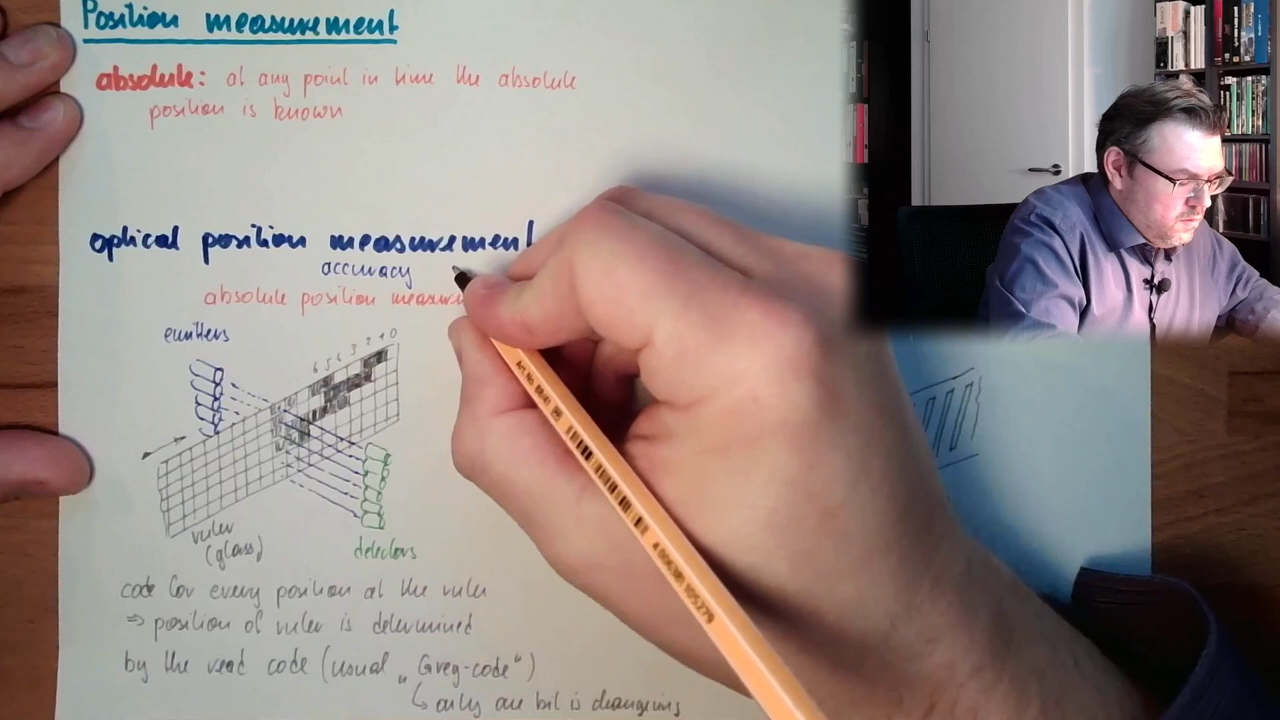 Position measurement
absolute: at any point in time the absolute
position is known
optical position measurement
accuracy
absolute position measur
emitters
6 5 4 3 2 1 0
ruler
(glass)
detectors
code for every position at the ruler
⇒ position of ruler is determined
by the read code (usual „Grey-code")
↳ only one bit is changing